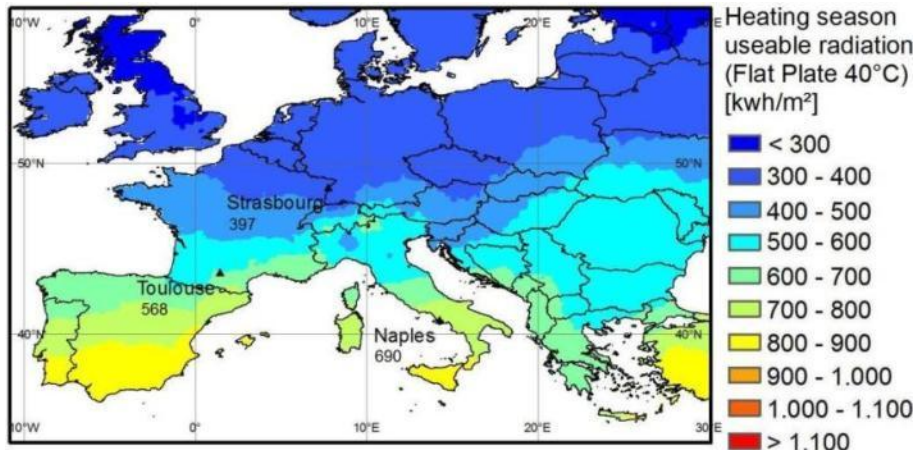 10°W
0°
10°E
20°E
30°E
Heating season
useable radiation
(Flat Plate 40°C)
[kwh/m²]
< 300
300 - 400
400 - 500
500 - 600
600 - 700
700 - 800
800 - 900
900 - 1.000
1.000 - 1.100
> 1.100
50°N
50°N
Strasbourg
397
Toulouse
568
40°N
Naples
690
40°N
10°W
0°
10°E
20°E
30°E